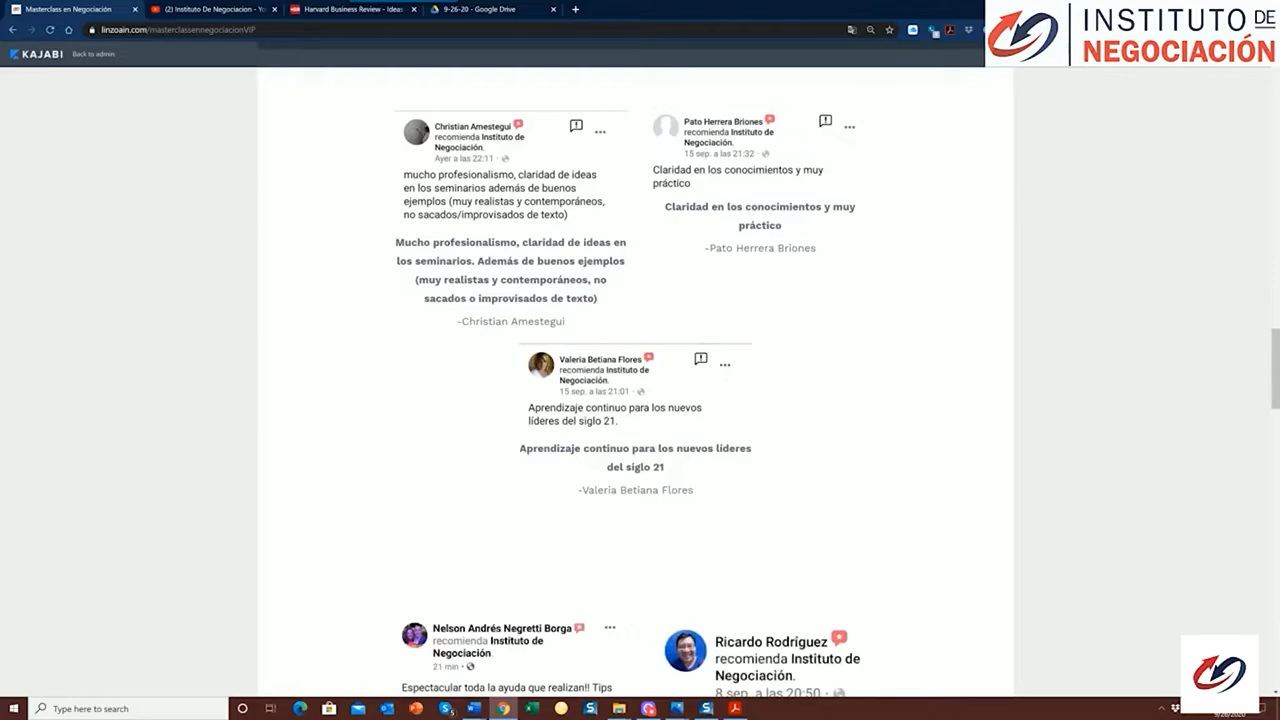 Masterclass en Negociación
(2) Instituto De Negociacion - Yo
Harvard Business Review - Ideas
9-26-20 - Google Drive
linzoain.com/masterclassennegociacionVIP
INSTITUTO DE
NEGOCIACIÓN
KAJABI Back to admin
Christian Amestegui
recomienda Instituto de
Negociación.
Ayer a las 22:11
mucho profesionalismo, claridad de ideas
en los seminarios además de buenos
ejemplos (muy realistas y contemporáneos,
no sacados/improvisados de texto)
Mucho profesionalismo, claridad de ideas en
los seminarios. Además de buenos ejemplos
(muy realistas y contemporáneos, no
sacados o improvisados de texto)
-Christian Amestegui
Pato Herrera Briones
recomienda Instituto de
Negociación.
15 sep. a las 21:32
Claridad en los conocimientos y muy
práctico
Claridad en los conocimientos y muy
práctico
-Pato Herrera Briones
Valeria Betiana Flores
recomienda Instituto de
Negociación.
15 sep. a las 21:01
Aprendizaje continuo para los nuevos
líderes del siglo 21.
Aprendizaje continuo para los nuevos líderes
del siglo 21
-Valeria Betiana Flores
Nelson Andrés Negretti Borga
recomienda Instituto de
Negociación.
21 min
Espectacular toda la ayuda que realizan!! Tips
Ricardo Rodríguez
recomienda Instituto de
Negociación.
8 sep. a las 20:50
Type here to search
9/26/2020